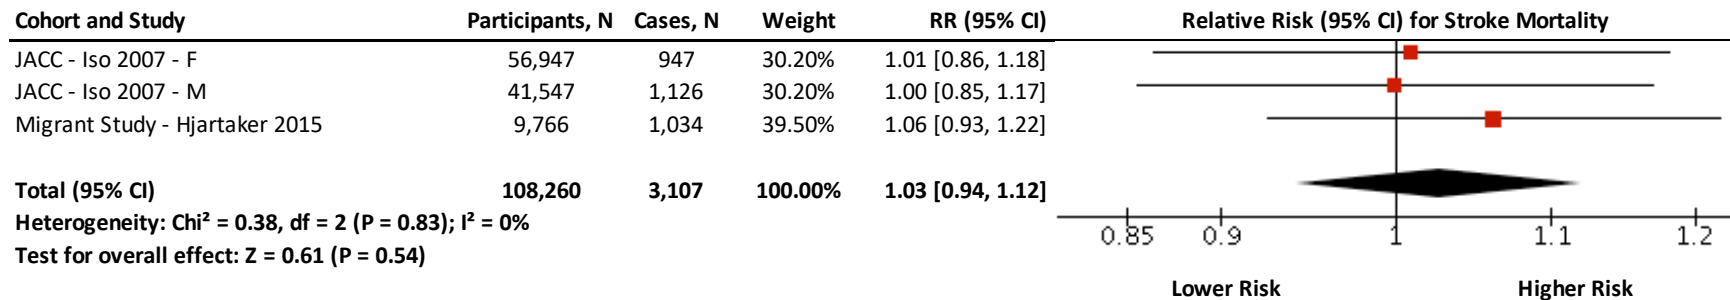 Cohort and Study Participants, N Cases, N Weight RR (95% CI) Relative Risk (95% CI) for Stroke Mortality
JACC - Iso 2007 - F 56,947 947 30.20% 1.01 [0.86, 1.18]
JACC - Iso 2007 - M 41,547 1,126 30.20% 1.00 [0.85, 1.17]
Migrant Study - Hjartaker 2015 9,766 1,034 39.50% 1.06 [0.93, 1.22]
Total (95% CI) 108,260 3,107 100.00% 1.03 [0.94, 1.12]
Heterogeneity: Chi² = 0.38, df = 2 (P = 0.83); I² = 0%
0.85 0.9 1 1.1 1.2
Test for overall effect: Z = 0.61 (P = 0.54)
Lower Risk Higher Risk